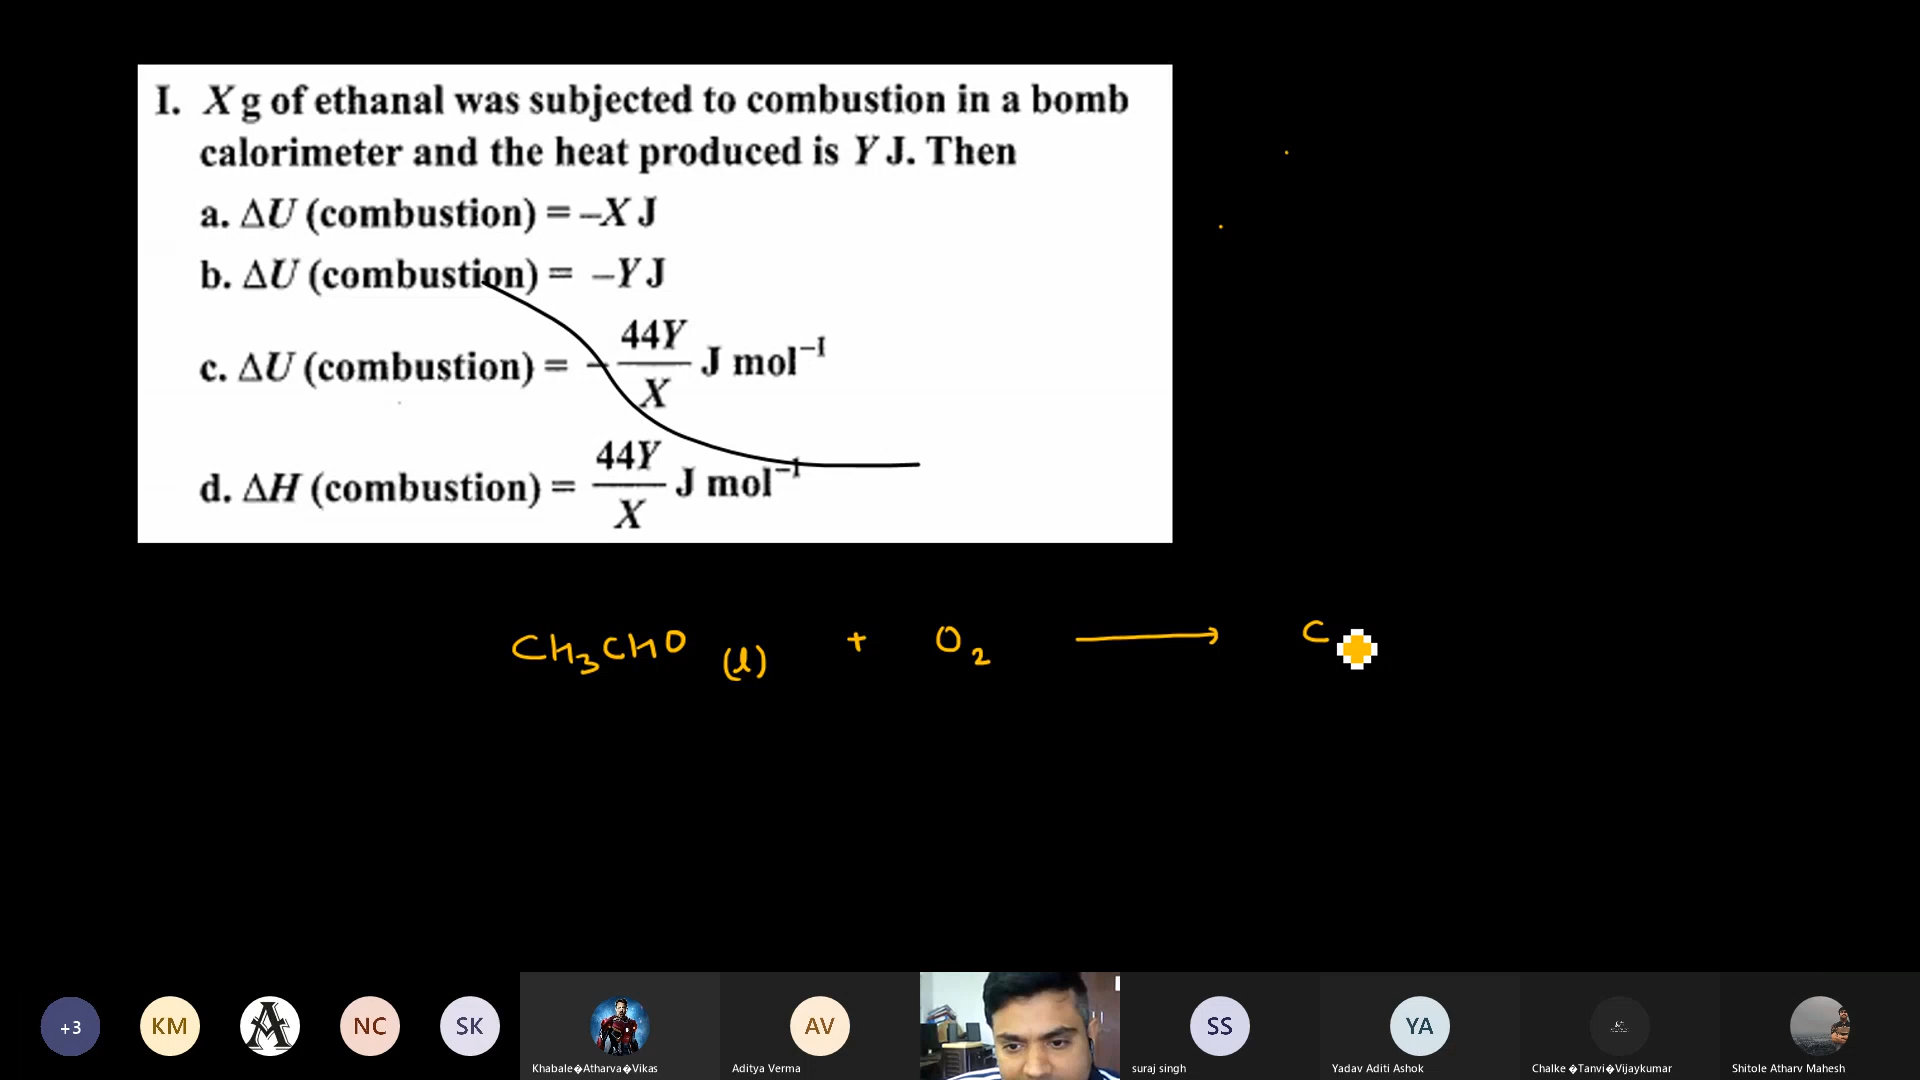 I. X g of ethanal was subjected to combustion in a bomb
calorimeter and the heat produced is Y J. Then
a. ΔU (combustion) = –X J
b. ΔU (combustion) = –Y J
c. ΔU (combustion) = – 44Y/X J mol⁻¹
d. ΔH (combustion) = 44Y/X J mol⁻¹
CH₃CHO (l) + O₂ ⟶ C
+3
KM
NC
SK
Khabale�Atharva�Vikas
AV
Aditya Verma
SS
suraj singh
YA
Yadav Aditi Ashok
Chalke �Tanvi�Vijaykumar
Shitole Atharv Mahesh